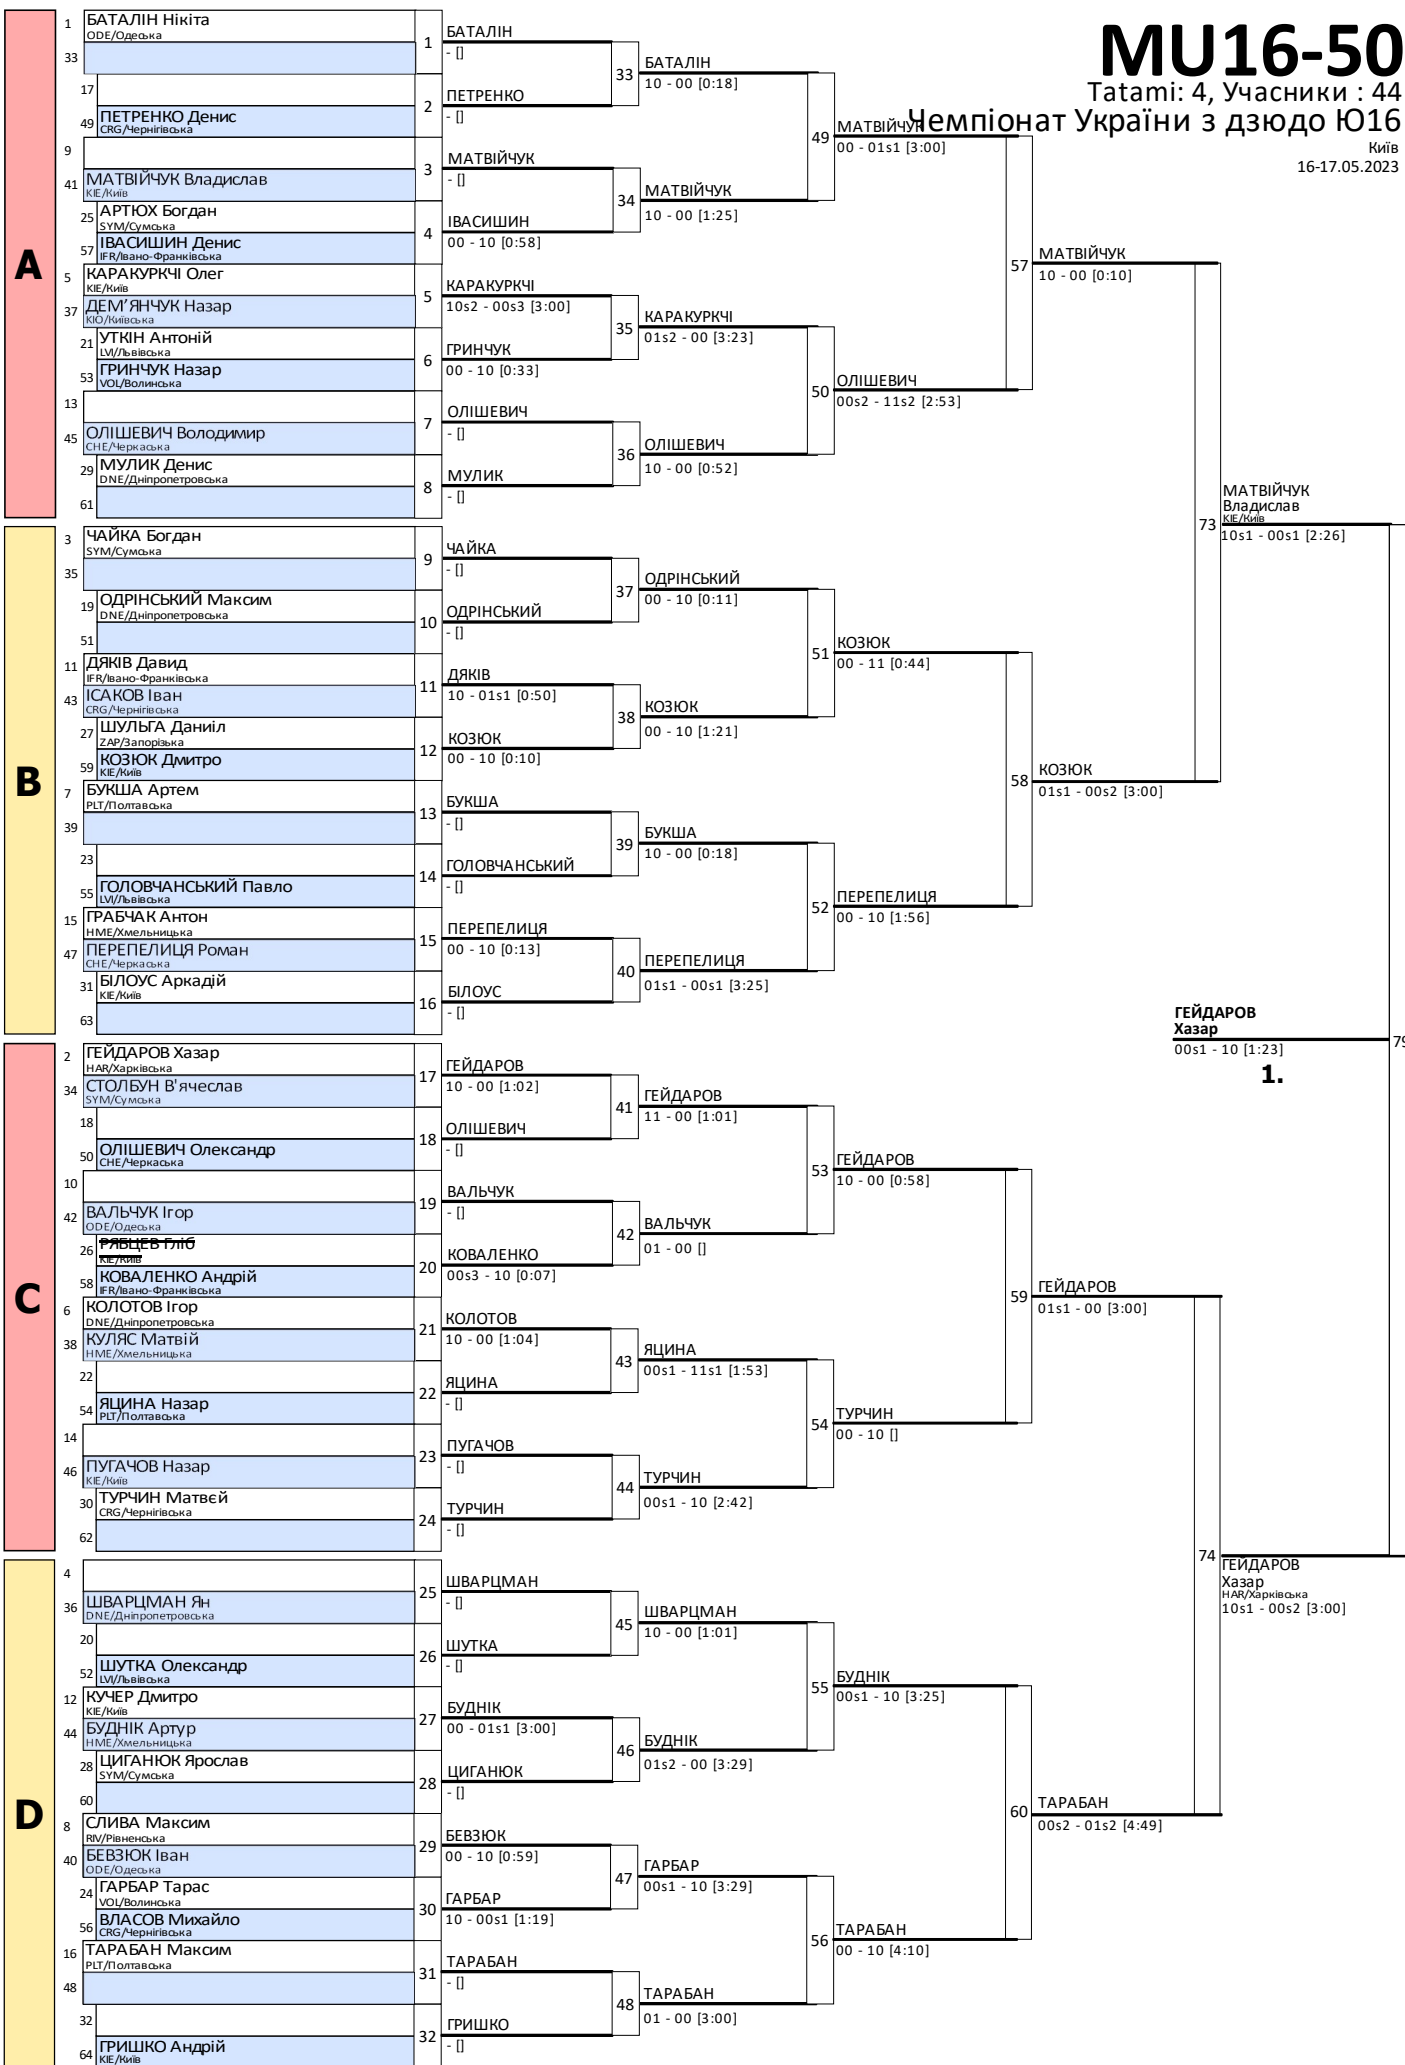 MU16-50
Tatami: 4, Учасники : 44
Чемпіонат України з дзюдо Ю16
Київ
16-17.05.2023
A
1
БАТАЛІН Нікіта
ODE/Одеська
33
17
49
ПЕТРЕНКО Денис
CRG/Чернігівська
9
41
МАТВІЙЧУК Владислав
KIE/Київ
25
АРТЮХ Богдан
SYM/Сумська
57
ІВАСИШИН Денис
IFR/Івано-Франківська
5
КАРАКУРКЧІ Олег
KIE/Київ
37
ДЕМ’ЯНЧУК Назар
KIO/Київська
21
УТКІН Антоній
LVI/Львівська
53
ГРИНЧУК Назар
VOL/Волинська
13
45
ОЛІШЕВИЧ Володимир
CHE/Черкаська
29
МУЛИК Денис
DNE/Дніпропетровська
61
B
3
ЧАЙКА Богдан
SYM/Сумська
35
19
ОДРІНСЬКИЙ Максим
DNE/Дніпропетровська
51
11
ДЯКІВ Давид
IFR/Івано-Франківська
43
ІСАКОВ Іван
CRG/Чернігівська
27
ШУЛЬГА Даниіл
ZAP/Запорізька
59
КОЗЮК Дмитро
KIE/Київ
7
БУКША Артем
PLT/Полтавська
39
23
55
ГОЛОВЧАНСЬКИЙ Павло
LVI/Львівська
15
ГРАБЧАК Антон
HME/Хмельницька
47
ПЕРЕПЕЛИЦЯ Роман
CHE/Черкаська
31
БІЛОУС Аркадій
KIE/Київ
63
C
2
ГЕЙДАРОВ Хазар
HAR/Харківська
34
СТОЛБУН В'ячеслав
SYM/Сумська
18
50
ОЛІШЕВИЧ Олександр
CHE/Черкаська
10
42
ВАЛЬЧУК Ігор
ODE/Одеська
26
РЯБЦЕВ Гліб
KIE/Київ
58
КОВАЛЕНКО Андрій
IFR/Івано-Франківська
6
КОЛОТОВ Ігор
DNE/Дніпропетровська
38
КУЛЯС Матвій
HME/Хмельницька
22
54
ЯЦИНА Назар
PLT/Полтавська
14
46
ПУГАЧОВ Назар
KIE/Київ
30
ТУРЧИН Матвєй
CRG/Чернігівська
62
D
4
36
ШВАРЦМАН Ян
DNE/Дніпропетровська
20
52
ШУТКА Олександр
LVI/Львівська
12
КУЧЕР Дмитро
KIE/Київ
44
БУДНІК Артур
HME/Хмельницька
28
ЦИГАНЮК Ярослав
SYM/Сумська
60
8
СЛИВА Максим
RIV/Рівненська
40
БЕВЗЮК Іван
ODE/Одеська
24
ГАРБАР Тарас
VOL/Волинська
56
ВЛАСОВ Михайло
CRG/Чернігівська
16
ТАРАБАН Максим
PLT/Полтавська
48
32
64
ГРИШКО Андрій
KIE/Київ
1
БАТАЛІН
- []
2
ПЕТРЕНКО
- []
3
МАТВІЙЧУК
- []
4
ІВАСИШИН
00 - 10 [0:58]
5
КАРАКУРКЧІ
10s2 - 00s3 [3:00]
6
ГРИНЧУК
00 - 10 [0:33]
7
ОЛІШЕВИЧ
- []
8
МУЛИК
- []
9
ЧАЙКА
- []
10
ОДРІНСЬКИЙ
- []
11
ДЯКІВ
10 - 01s1 [0:50]
12
КОЗЮК
00 - 10 [0:10]
13
БУКША
- []
14
ГОЛОВЧАНСЬКИЙ
- []
15
ПЕРЕПЕЛИЦЯ
00 - 10 [0:13]
16
БІЛОУС
- []
17
ГЕЙДАРОВ
10 - 00 [1:02]
18
ОЛІШЕВИЧ
- []
19
ВАЛЬЧУК
- []
20
КОВАЛЕНКО
00s3 - 10 [0:07]
21
КОЛОТОВ
10 - 00 [1:04]
22
ЯЦИНА
- []
23
ПУГАЧОВ
- []
24
ТУРЧИН
- []
25
ШВАРЦМАН
- []
26
ШУТКА
- []
27
БУДНІК
00 - 01s1 [3:00]
28
ЦИГАНЮК
- []
29
БЕВЗЮК
00 - 10 [0:59]
30
ГАРБАР
10 - 00s1 [1:19]
31
ТАРАБАН
- []
32
ГРИШКО
- []
33
БАТАЛІН
10 - 00 [0:18]
34
МАТВІЙЧУК
10 - 00 [1:25]
35
КАРАКУРКЧІ
01s2 - 00 [3:23]
36
ОЛІШЕВИЧ
10 - 00 [0:52]
37
ОДРІНСЬКИЙ
00 - 10 [0:11]
38
КОЗЮК
00 - 10 [1:21]
39
БУКША
10 - 00 [0:18]
40
ПЕРЕПЕЛИЦЯ
01s1 - 00s1 [3:25]
41
ГЕЙДАРОВ
11 - 00 [1:01]
42
ВАЛЬЧУК
01 - 00 []
43
ЯЦИНА
00s1 - 11s1 [1:53]
44
ТУРЧИН
00s1 - 10 [2:42]
45
ШВАРЦМАН
10 - 00 [1:01]
46
БУДНІК
01s2 - 00 [3:29]
47
ГАРБАР
00s1 - 10 [3:29]
48
ТАРАБАН
01 - 00 [3:00]
49
МАТВІЙЧУК
00 - 01s1 [3:00]
50
ОЛІШЕВИЧ
00s2 - 11s2 [2:53]
51
КОЗЮК
00 - 11 [0:44]
52
ПЕРЕПЕЛИЦЯ
00 - 10 [1:56]
53
ГЕЙДАРОВ
10 - 00 [0:58]
54
ТУРЧИН
00 - 10 []
55
БУДНІК
00s1 - 10 [3:25]
56
ТАРАБАН
00 - 10 [4:10]
57
МАТВІЙЧУК
10 - 00 [0:10]
58
КОЗЮК
01s1 - 00s2 [3:00]
59
ГЕЙДАРОВ
01s1 - 00 [3:00]
60
ТАРАБАН
00s2 - 01s2 [4:49]
73
МАТВІЙЧУК
Владислав
KIE/Київ
10s1 - 00s1 [2:26]
74
ГЕЙДАРОВ
Хазар
HAR/Харківська
10s1 - 00s2 [3:00]
79
ГЕЙДАРОВ
Хазар
00s1 - 10 [1:23]
1.